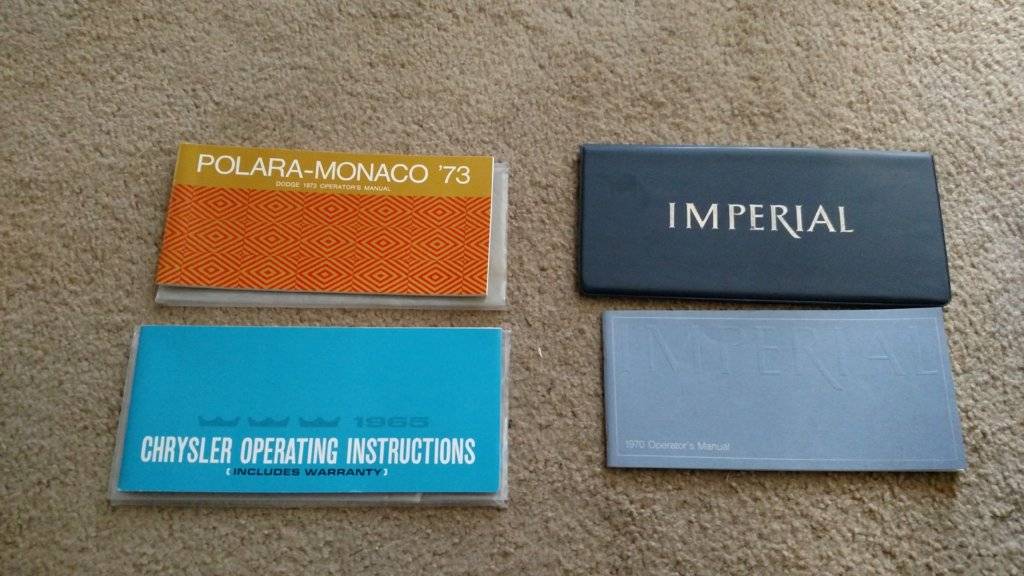 POLARA-MONACO '73
DODGE 1973 OPERATOR'S MANUAL
IMPERIAL
1965
CHRYSLER OPERATING INSTRUCTIONS
[INCLUDES WARRANTY]
IMPERIAL
1970 Operator's Manual